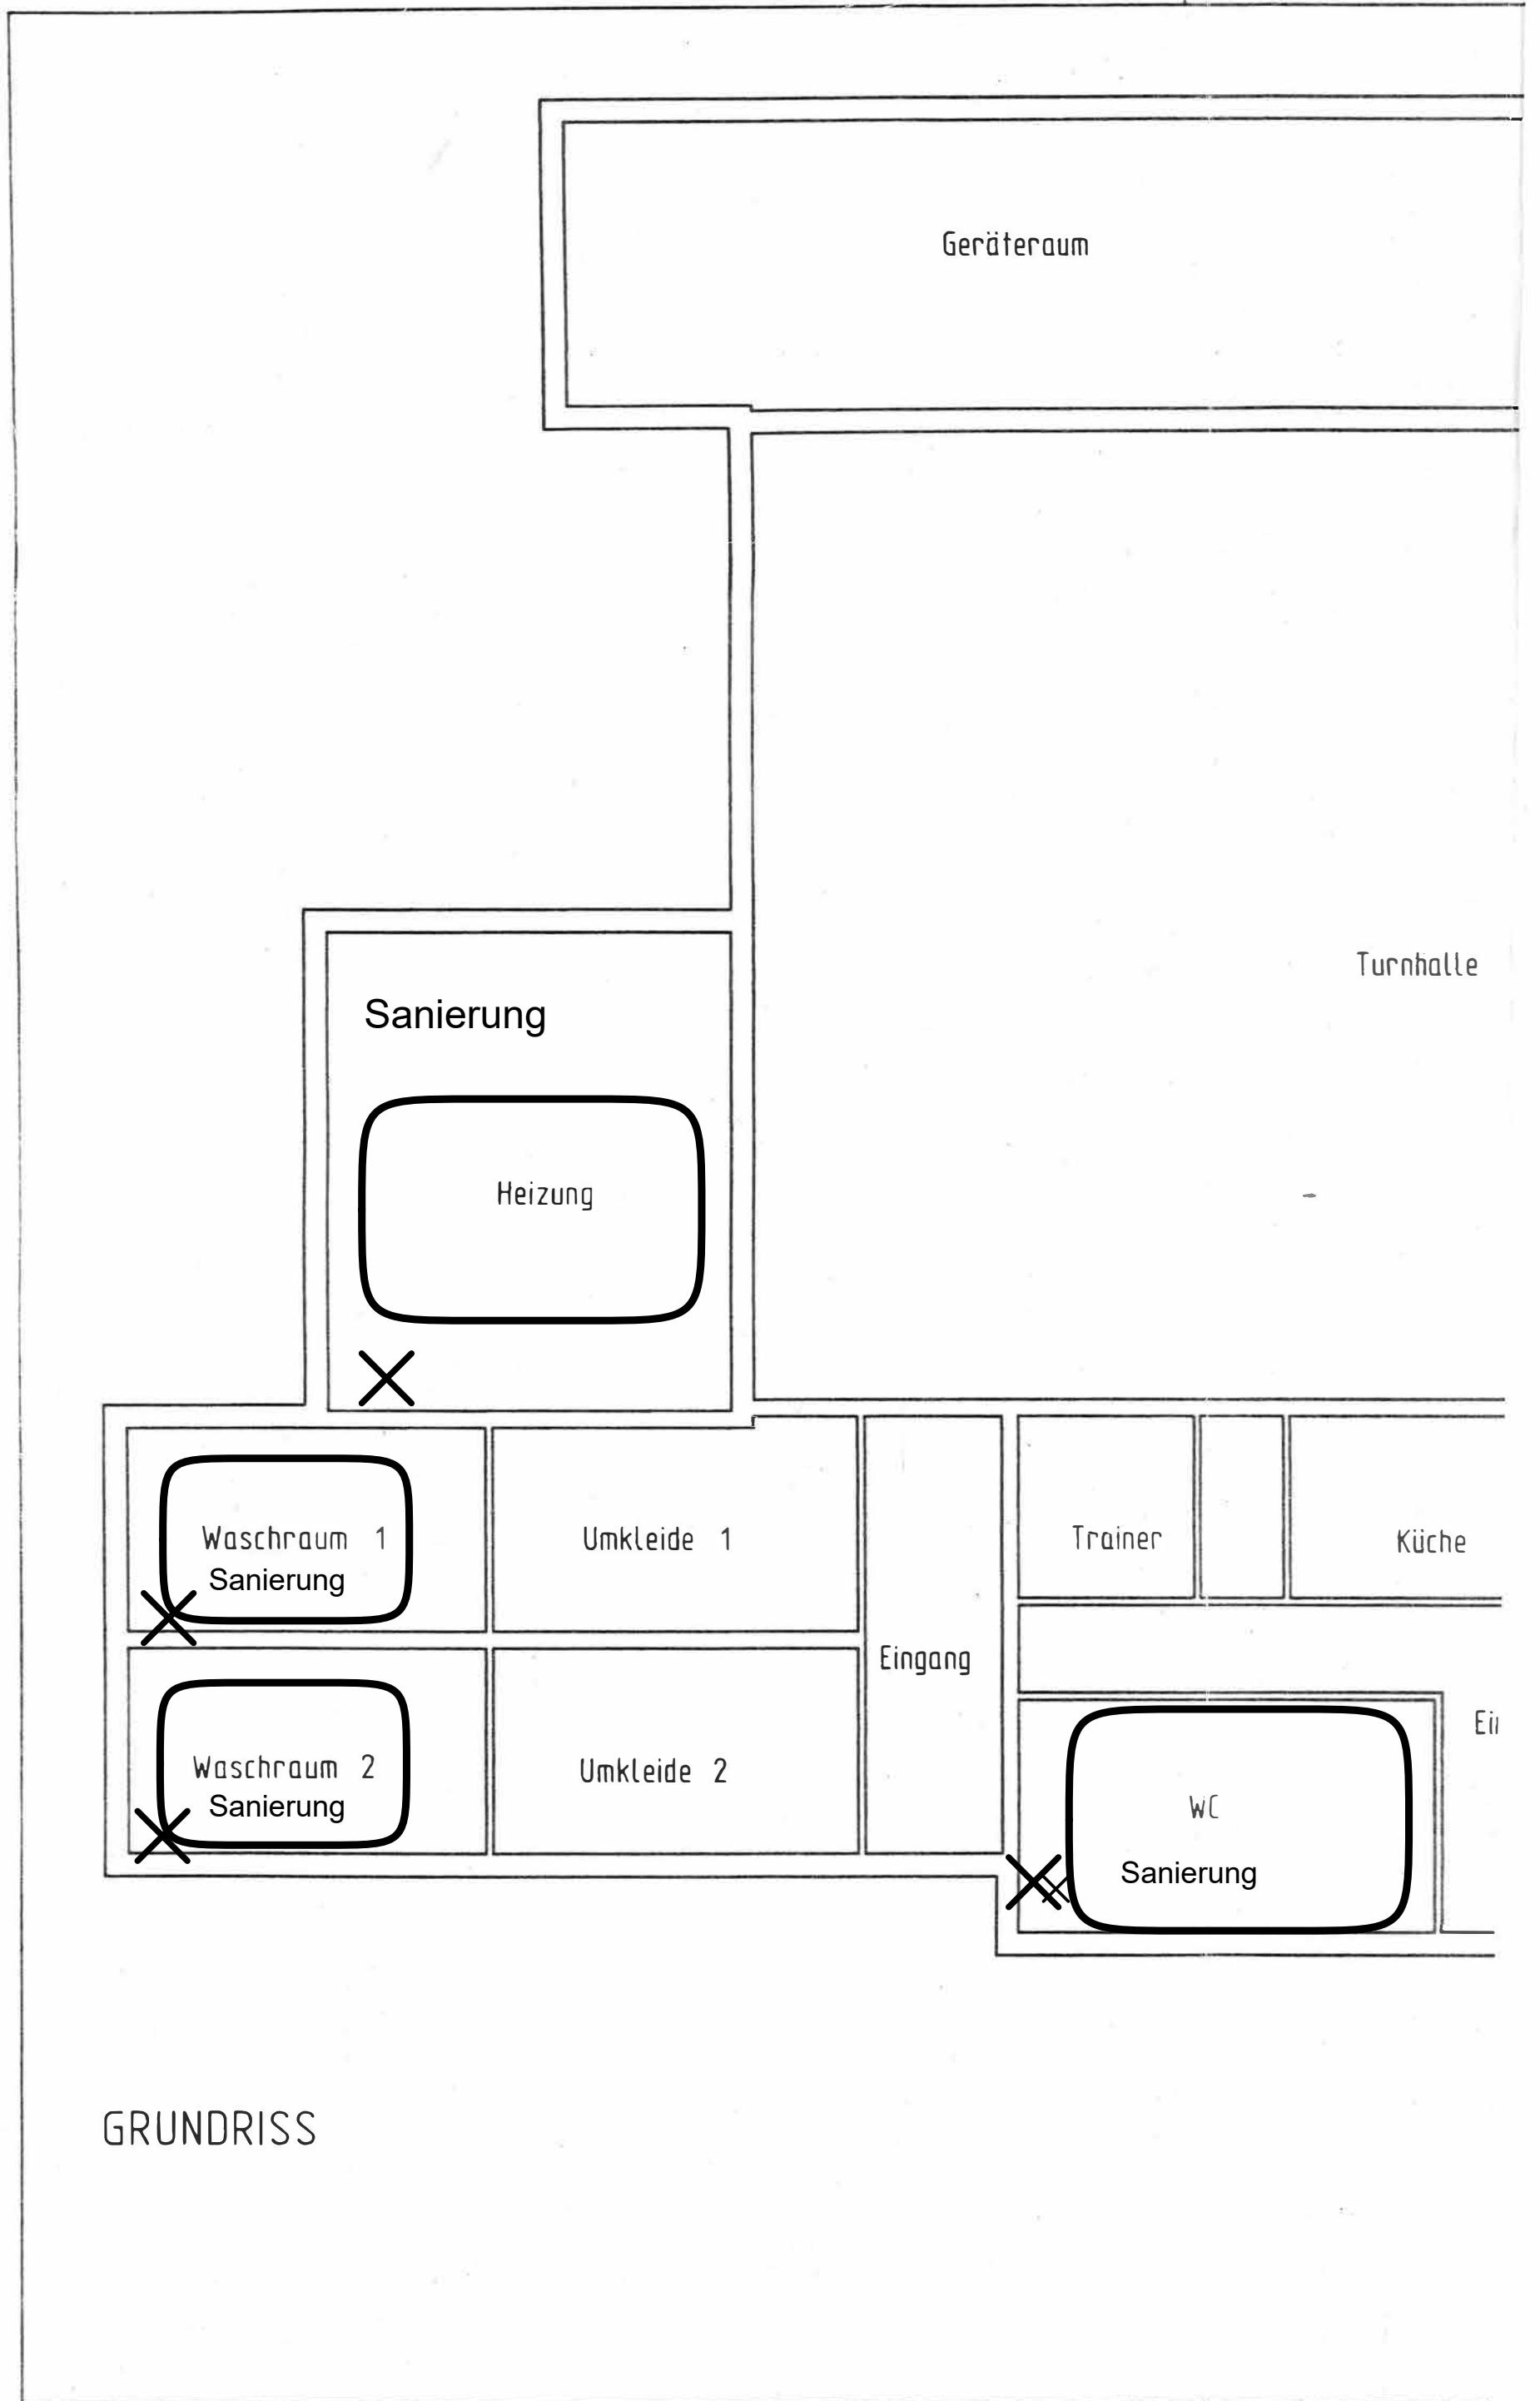 Geräteraum
Turnhalle
Sanierung
Heizung
Waschraum 1
Sanierung
Umkleide 1
Trainer
Küche
Eingang
Waschraum 2
Sanierung
Umkleide 2
WC
Sanierung
GRUNDRISS